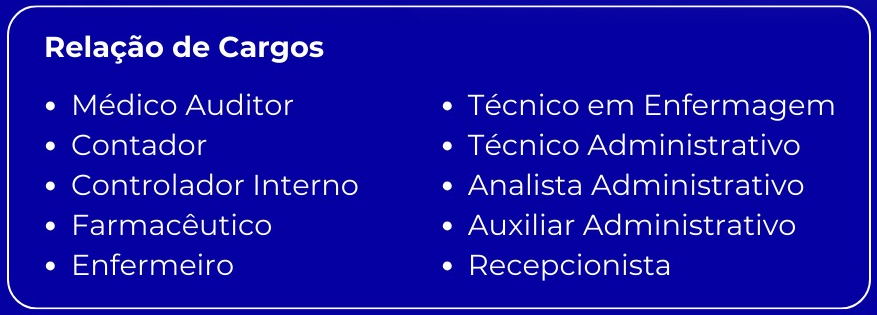 Relação de Cargos
• Médico Auditor
• Contador
• Controlador Interno
• Farmacêutico
• Enfermeiro
• Técnico em Enfermagem
• Técnico Administrativo
• Analista Administrativo
• Auxiliar Administrativo
• Recepcionista